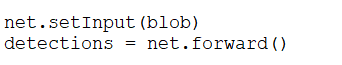 net.setInput(blob)
detections = net.forward()